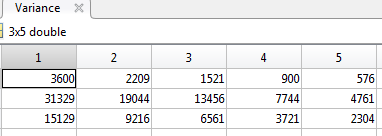 Variance
3x5 double
1 2 3 4 5
3600 2209 1521 900 576
31329 19044 13456 7744 4761
15129 9216 6561 3721 2304